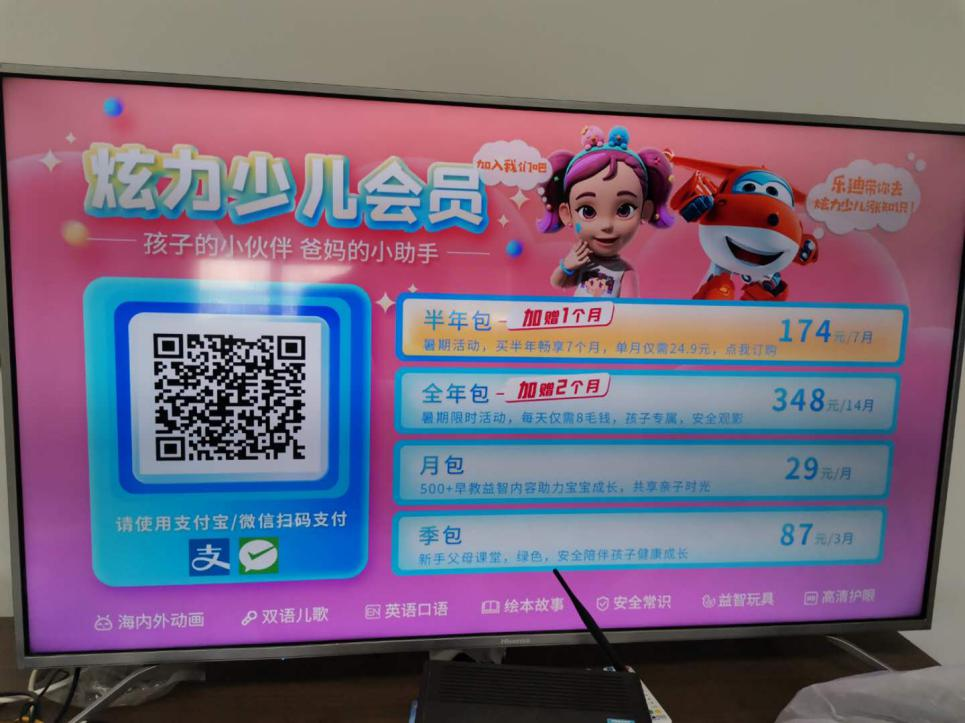 炫力少儿会员
孩子的小伙伴 爸妈的小助手
加入我们吧
乐迪带你去
炫力少儿涨知识！
半年包 - 加赠1个月
174元/7月
暑期活动，买半年畅享7个月，单月仅需24.9元，点我订购
全年包 - 加赠2个月
348元/14月
暑期限时活动，每天仅需8毛钱，孩子专属，安全观影
月包
29元/月
500+早教益智内容助力宝宝成长，共享亲子时光
季包
87元/3月
新手父母课堂，绿色，安全陪伴孩子健康成长
请使用支付宝/微信扫码支付
支
海内外动画
双语儿歌
EN 英语口语
绘本故事
安全常识
益智玩具
高清护眼
Hisense